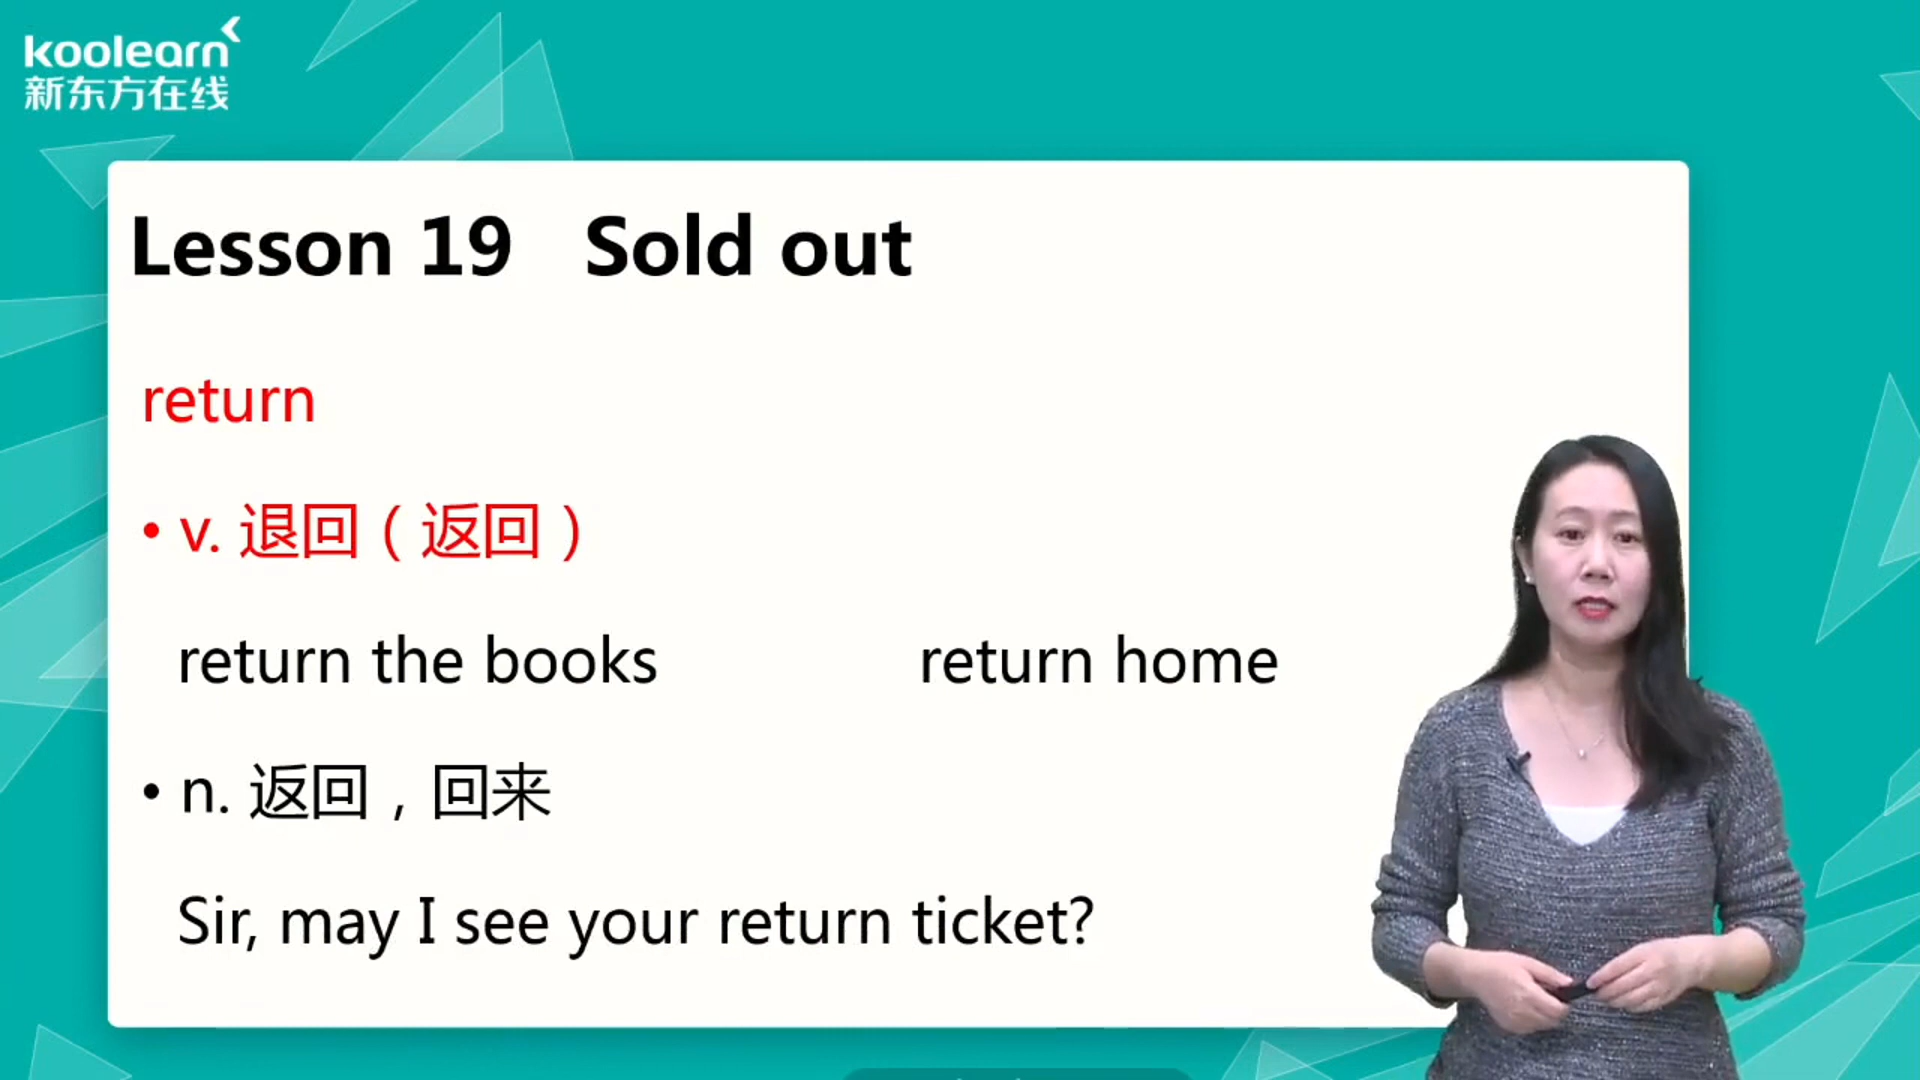 koolearn
新东方在线
Lesson 19 Sold out
return
• v. 退回（返回）
return the books return home
• n. 返回，回来
Sir, may I see your return ticket?